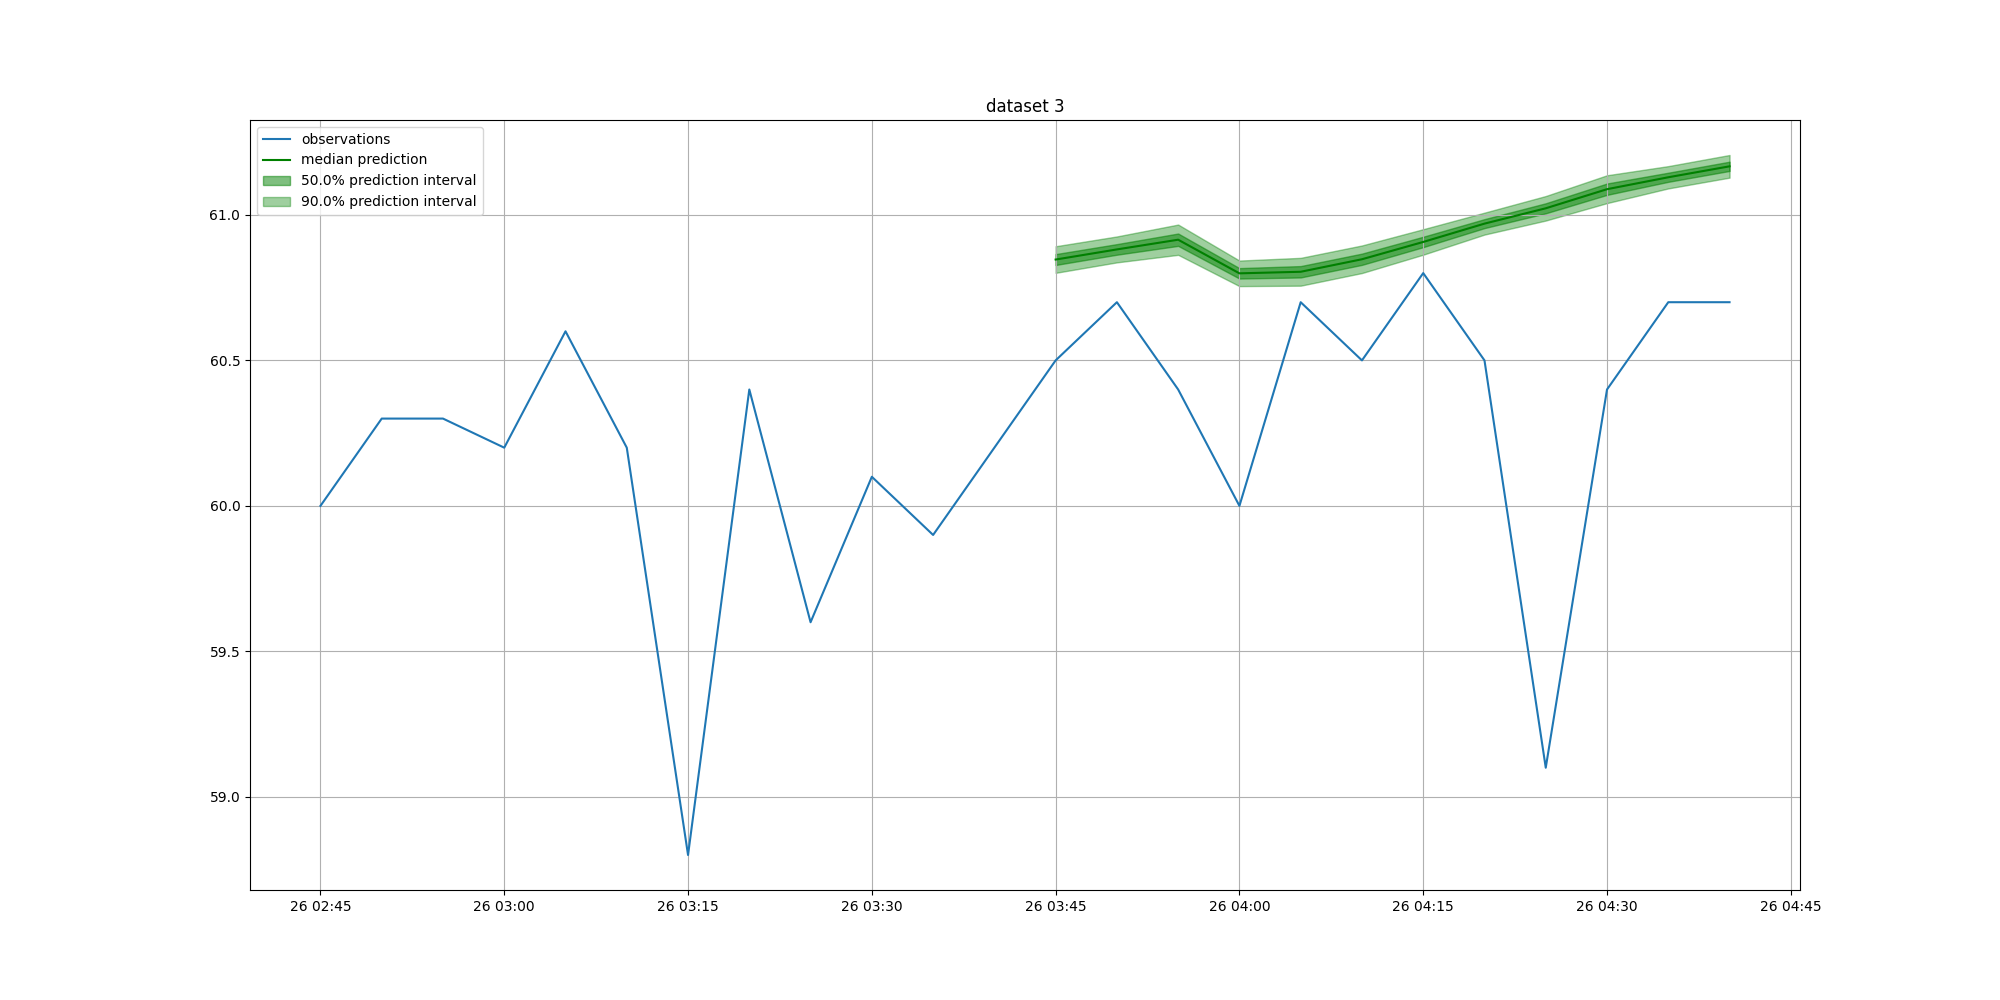 dataset 3
observations
median prediction
50.0% prediction interval
90.0% prediction interval
61.0
60.5
60.0
59.5
59.0
26 02:45
26 03:00
26 03:15
26 03:30
26 03:45
26 04:00
26 04:15
26 04:30
26 04:45